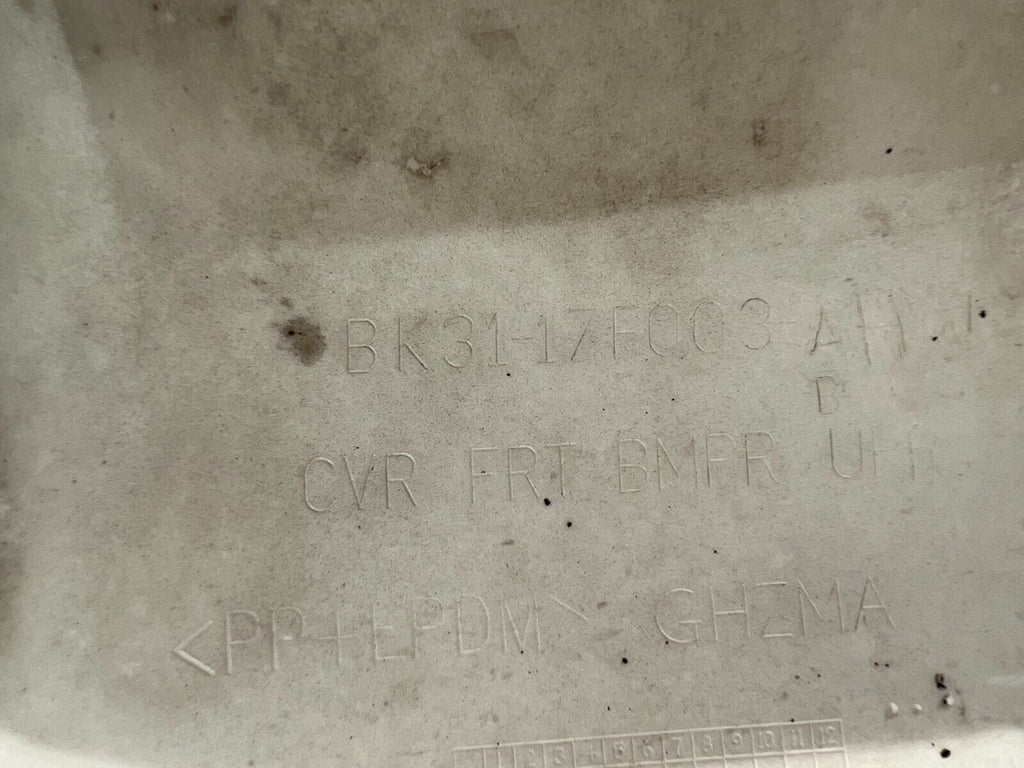 BK31-17F003-A
B
CVR FRT BMPR
<PP+EPDM> GHZMA
1 2 3 4 5 6 7 8 9 10 11 12